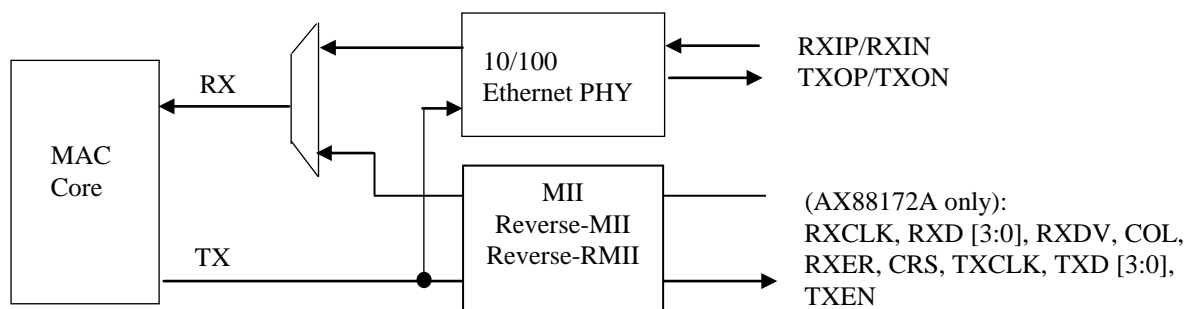 MAC
Core
RX
TX
10/100
Ethernet PHY
MII
Reverse-MII
Reverse-RMII
RXIP/RXIN
TXOP/TXON
(AX88172A only):
RXCLK, RXD [3:0], RXDV, COL,
RXER, CRS, TXCLK, TXD [3:0],
TXEN